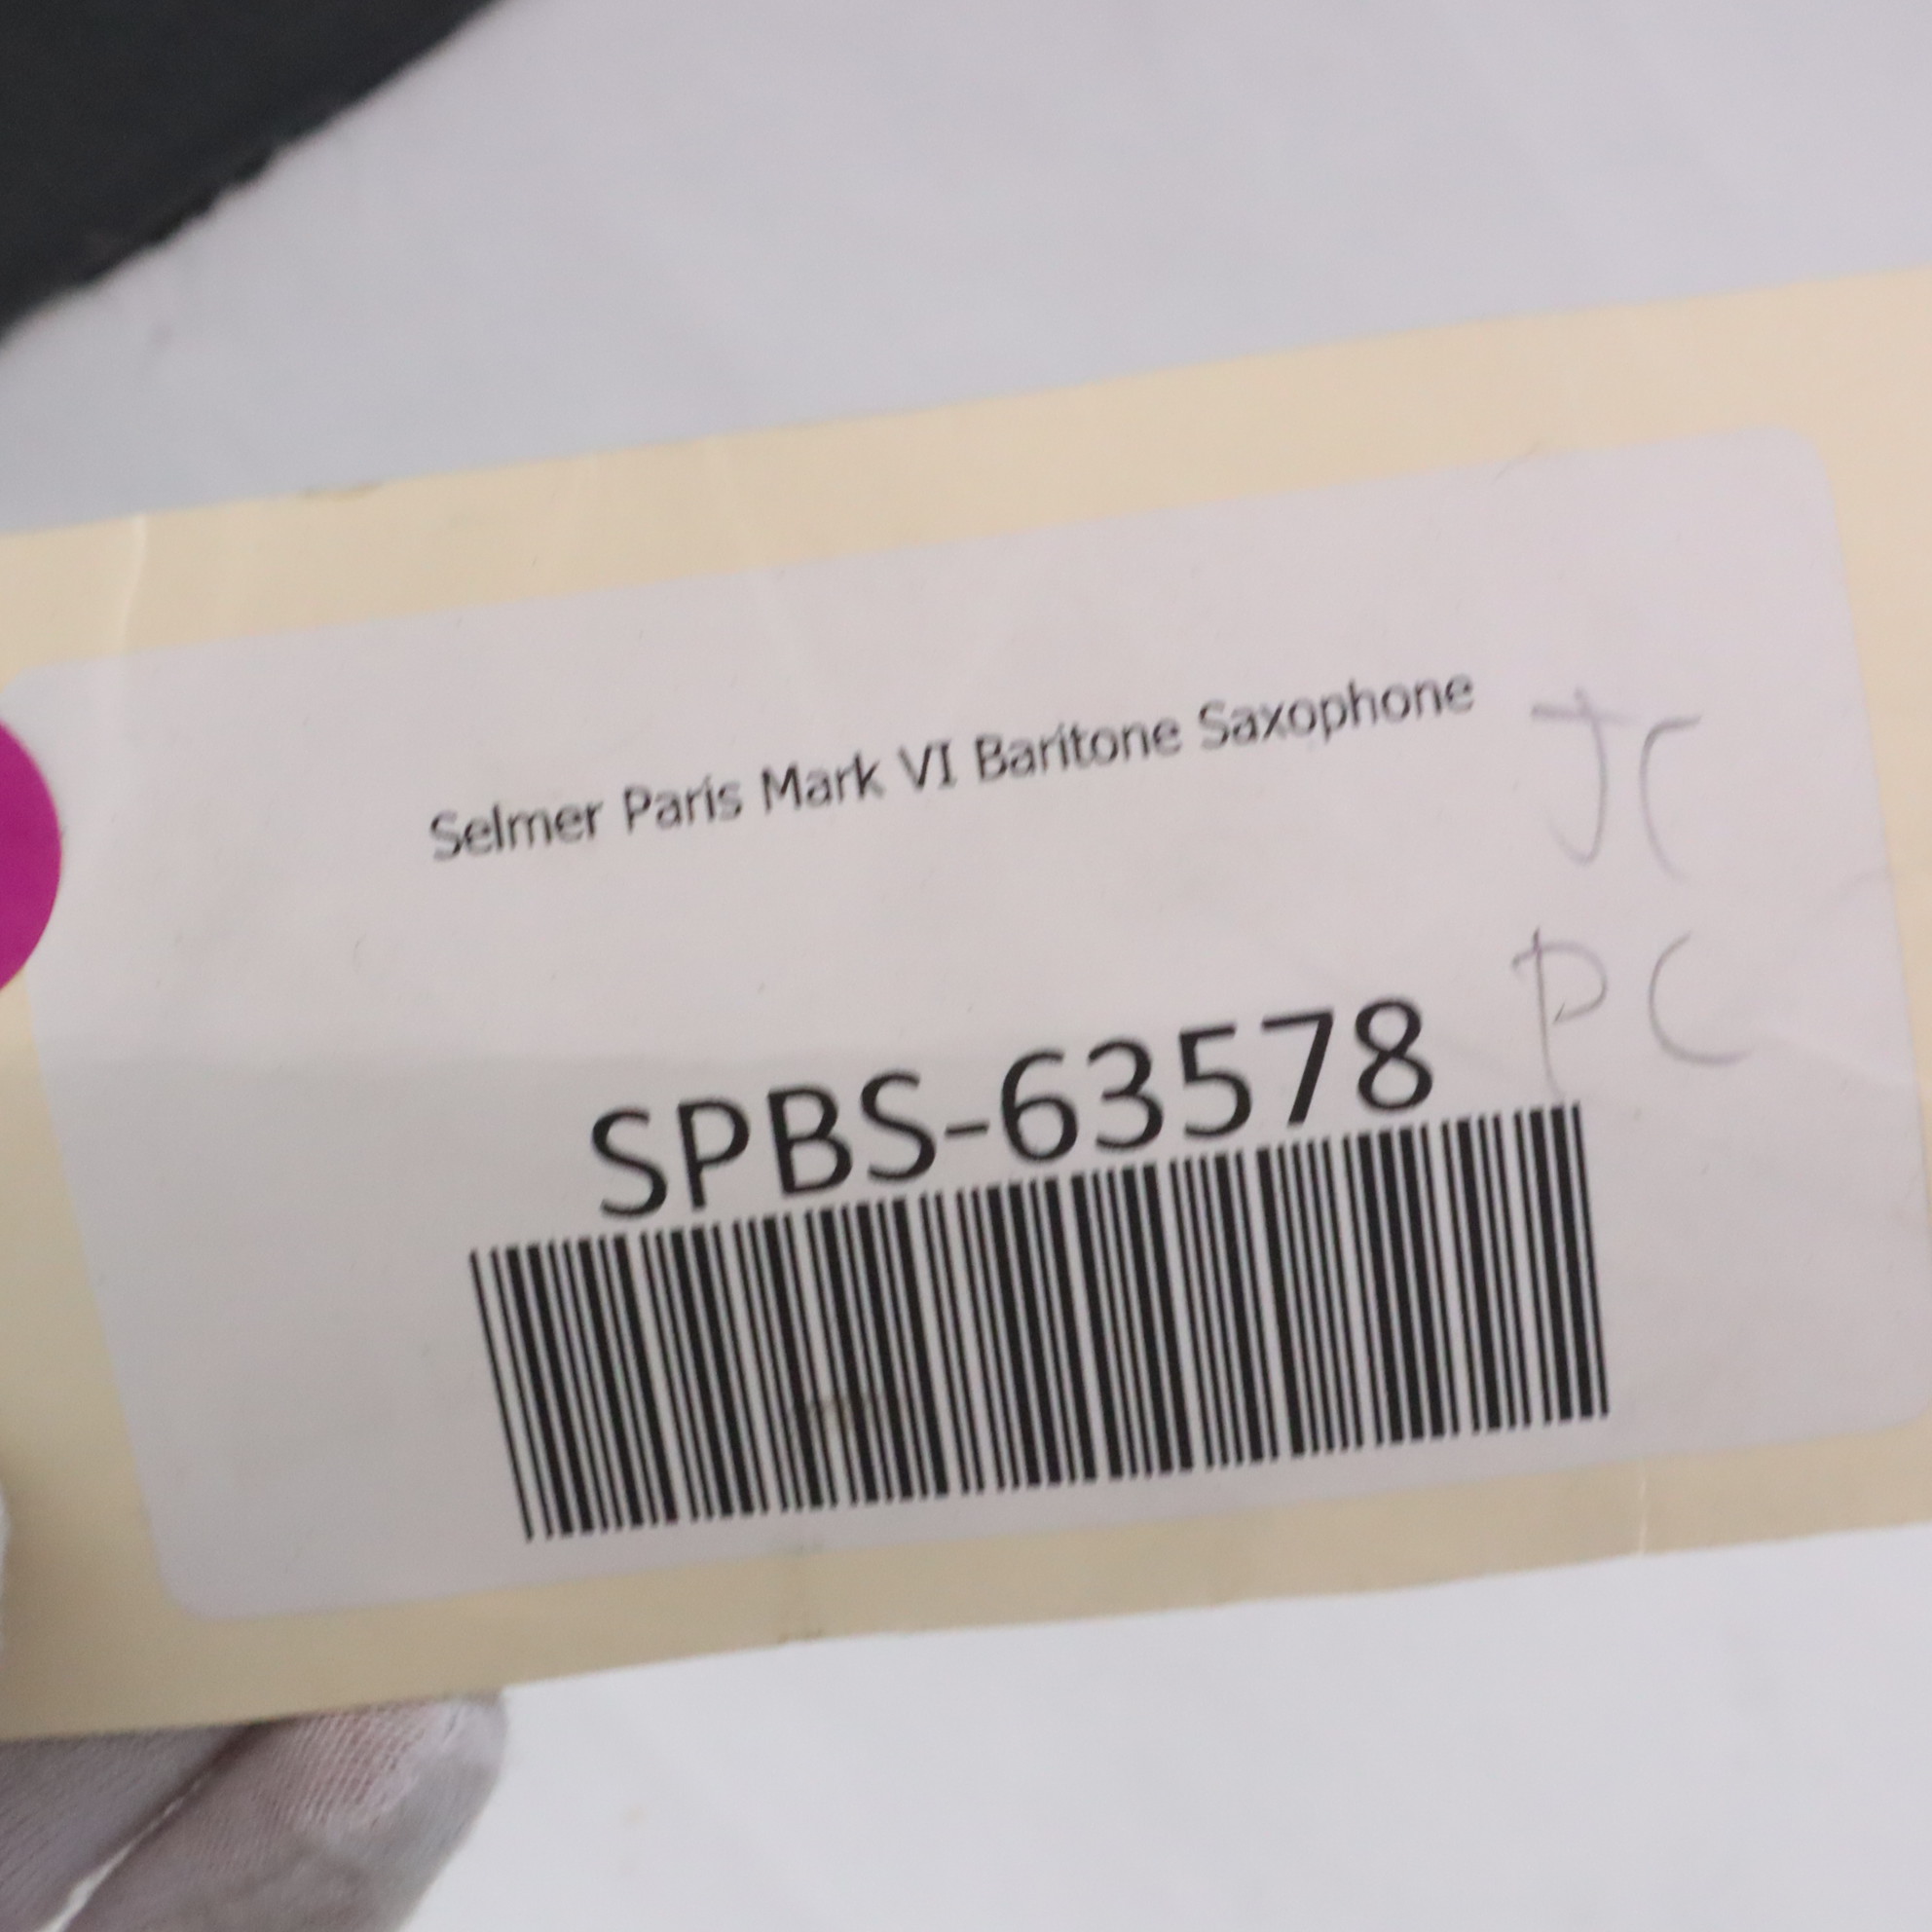 Selmer Paris Mark VI Baritone Saxophone
JC
PC
SPBS-63578